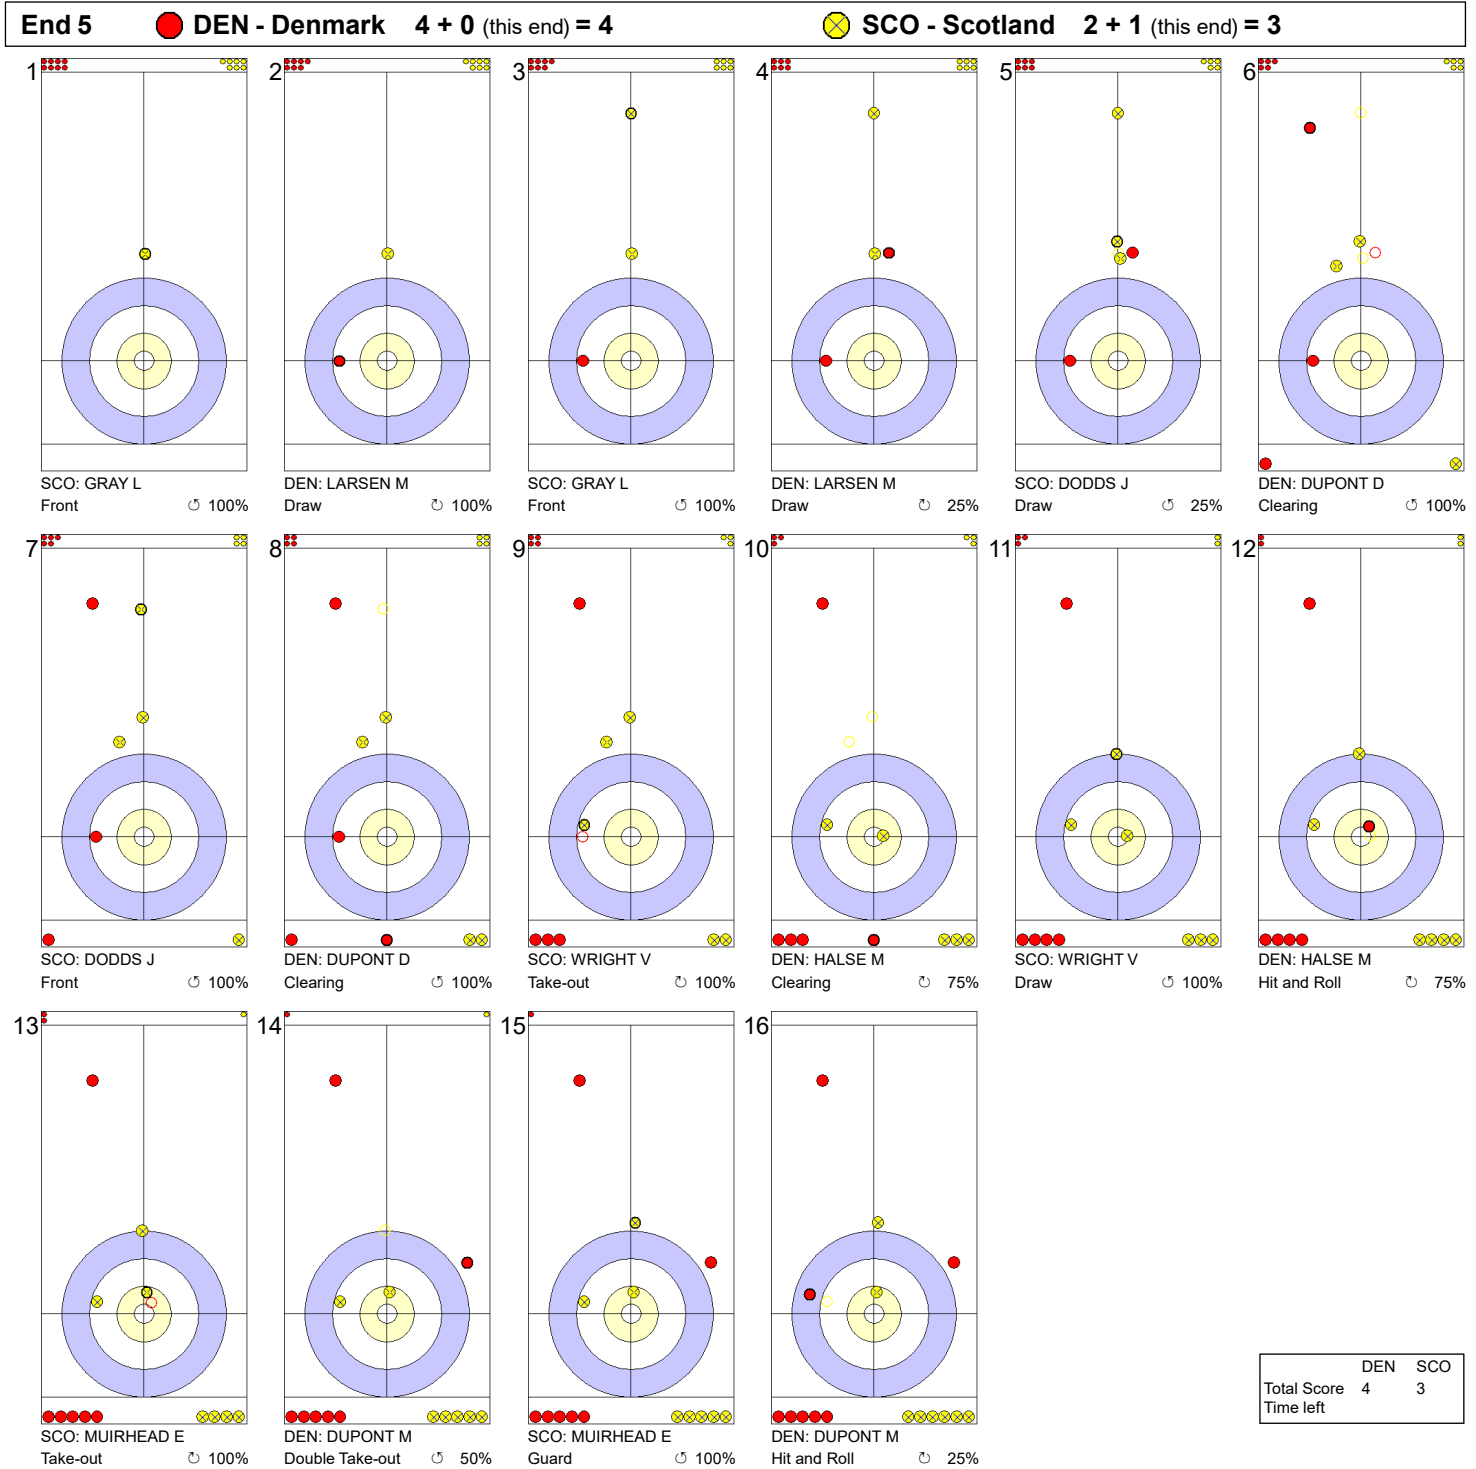 End 5 DEN - Denmark 4 + 0 (this end) = 4 SCO - Scotland 2 + 1 (this end) = 3
1 2 3 4 5 6
SCO: GRAY L DEN: LARSEN M SCO: GRAY L DEN: LARSEN M SCO: DODDS J DEN: DUPONT D
Front ↺ 100% Draw ↻ 100% Front ↺ 100% Draw ↻ 25% Draw ↺ 25% Clearing ↺ 100%
7 8 9 10 11 12
SCO: DODDS J DEN: DUPONT D SCO: WRIGHT V DEN: HALSE M SCO: WRIGHT V DEN: HALSE M
Front ↺ 100% Clearing ↺ 100% Take-out ↻ 100% Clearing ↻ 75% Draw ↺ 100% Hit and Roll ↻ 75%
13 14 15 16
SCO: MUIRHEAD E DEN: DUPONT M SCO: MUIRHEAD E DEN: DUPONT M
Take-out ↻ 100% Double Take-out ↺ 50% Guard ↺ 100% Hit and Roll ↻ 25%
DEN SCO
Total Score 4 3
Time left